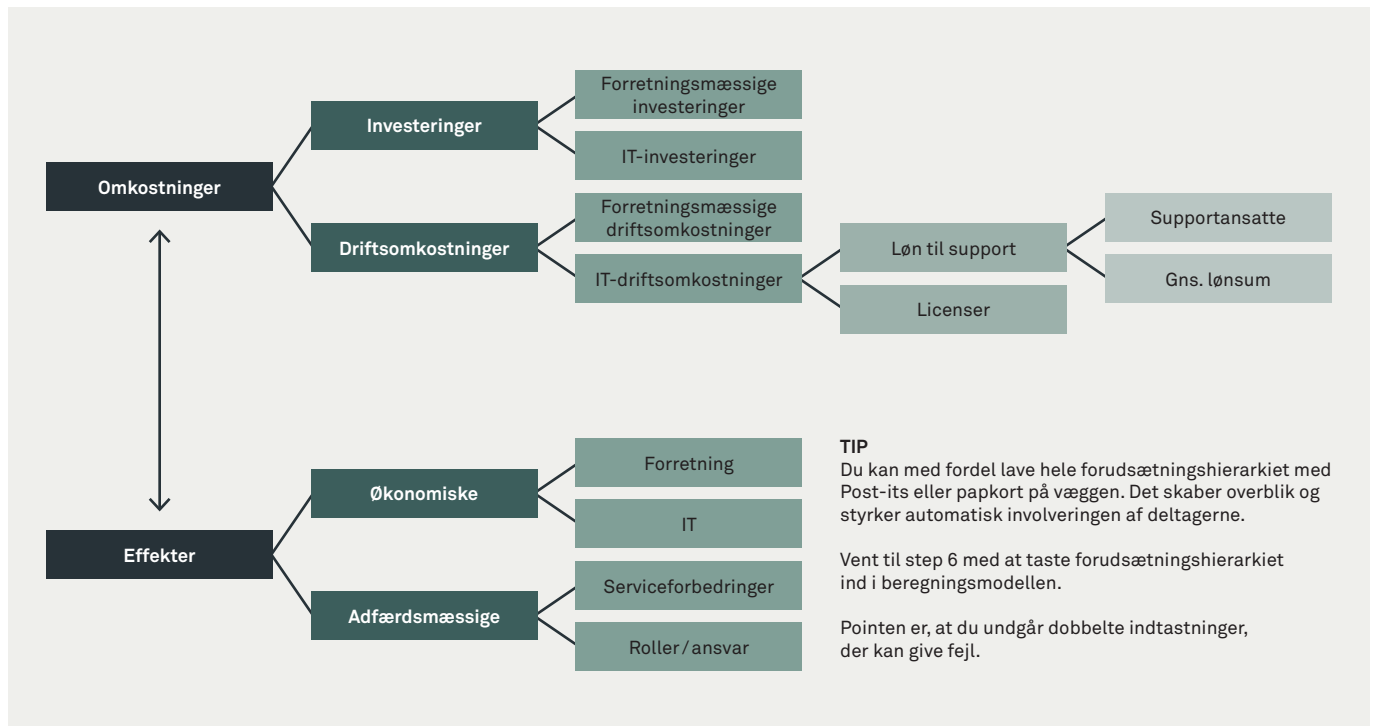 Omkostninger
Investeringer
Forretningsmæssige
investeringer
IT-investeringer
Driftsomkostninger
Forretningsmæssige
driftsomkostninger
IT-driftsomkostninger
Løn til support
Supportansatte
Gns. lønsum
Licenser
Effekter
Økonomiske
Forretning
IT
Adfærdsmæssige
Serviceforbedringer
Roller/ansvar
TIP
Du kan med fordel lave hele forudsætningshierarkiet med
Post-its eller papkort på væggen. Det skaber overblik og
styrker automatisk involveringen af deltagerne.
Vent til step 6 med at taste forudsætningshierarkiet
ind i beregningsmodellen.
Pointen er, at du undgår dobbelte indtastninger,
der kan give fejl.